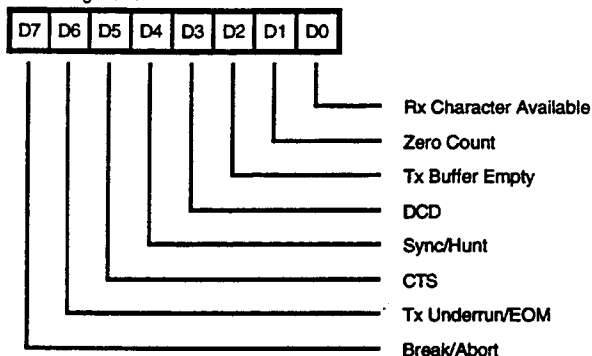 D7 D6 D5 D4 D3 D2 D1 D0
Rx Character Available
Zero Count
Tx Buffer Empty
DCD
Sync/Hunt
CTS
Tx Underrun/EOM
Break/Abort